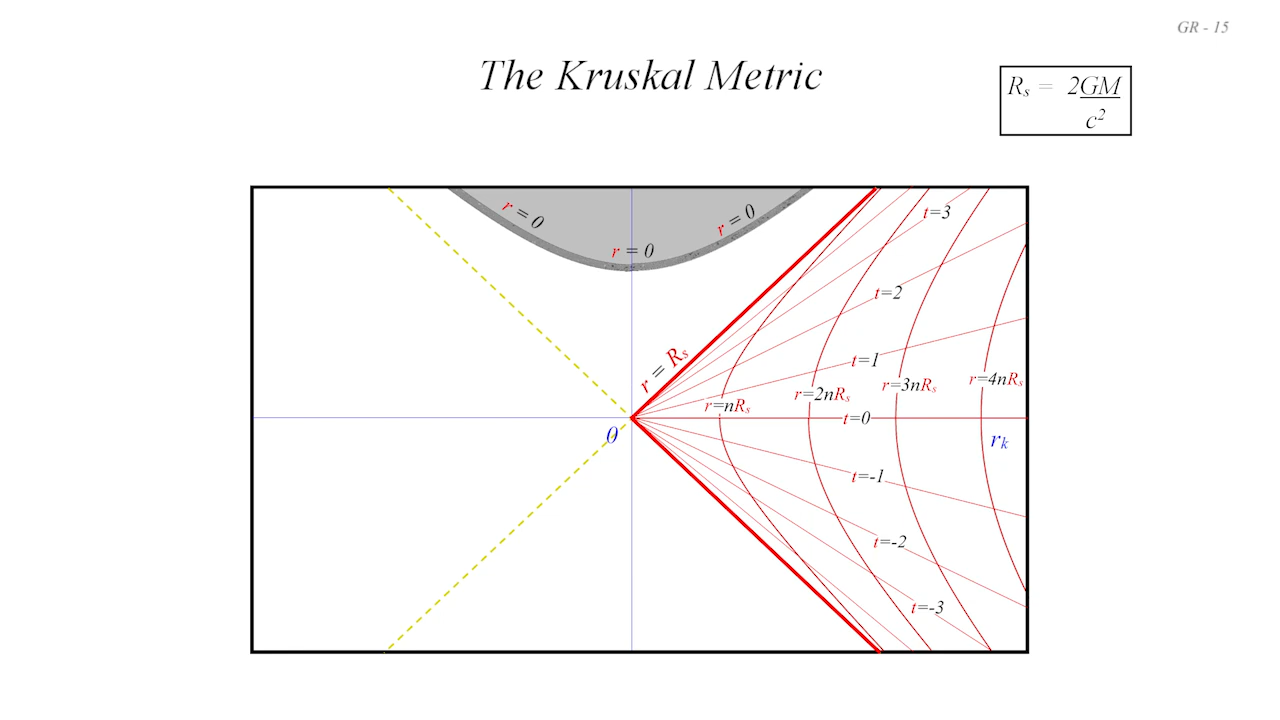 GR - 15
The Kruskal Metric
Rs = 2GM
c²
r = 0
r = 0
r = 0
t=3
t=2
r = Rs
t=1
r=nRs
r=2nRs
r=3nRs
r=4nRs
t=0
0
rk
t=-1
t=-2
t=-3